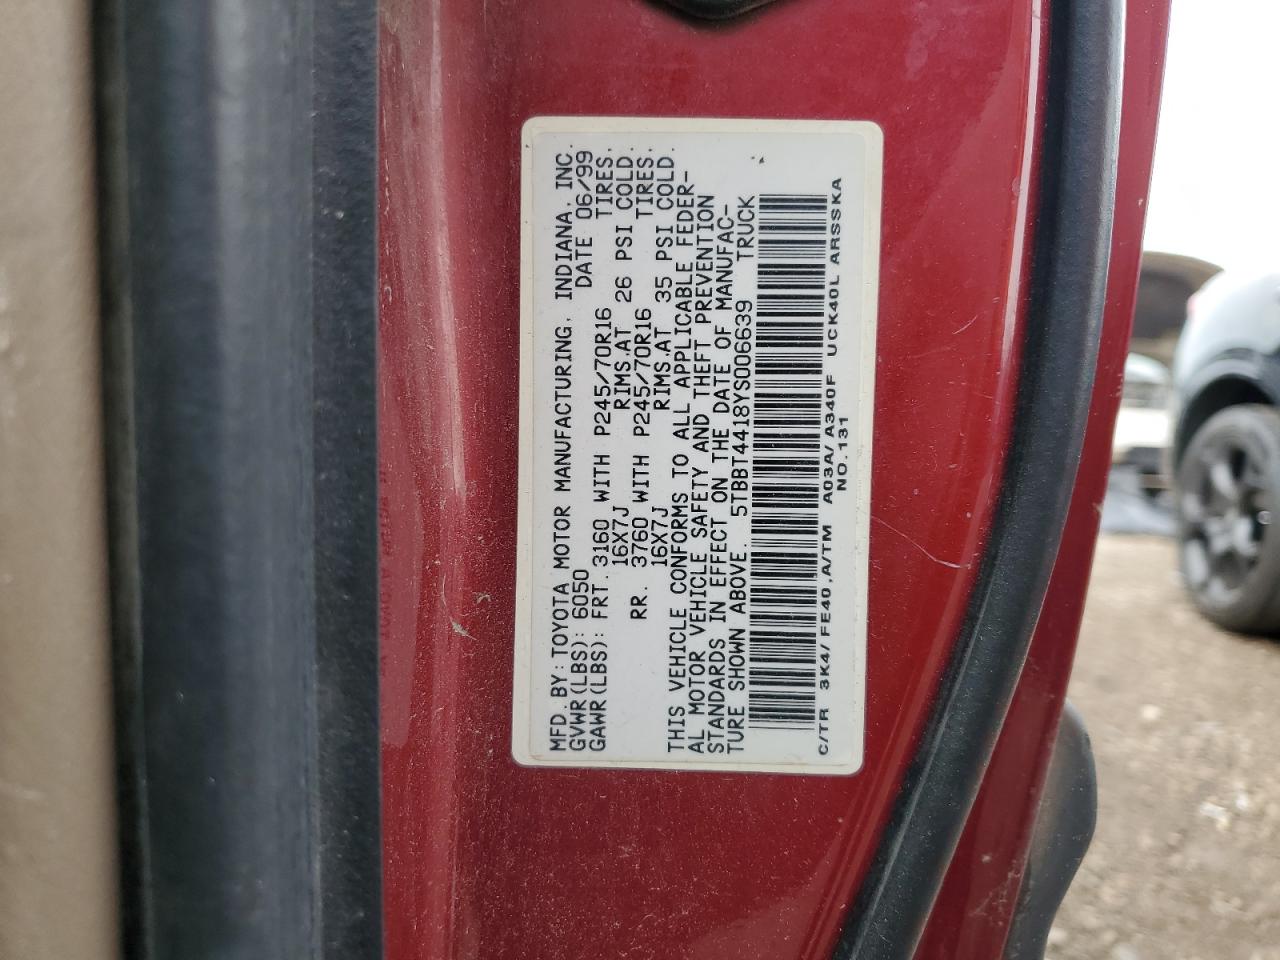 MFD. BY: TOYOTA MOTOR MANUFACTURING, INDIANA, INC.
GVWR(LBS): 6050 DATE 06/99
GAWR(LBS): FRT. 3160 WITH P245/70R16 TIRES,
16X7J RIMS,AT 26 PSI COLD.
RR. 3760 WITH P245/70R16 TIRES,
16X7J RIMS,AT 35 PSI COLD.
THIS VEHICLE CONFORMS TO ALL APPLICABLE FEDER-
AL MOTOR VEHICLE SAFETY AND THEFT PREVENTION
STANDARDS IN EFFECT ON THE DATE OF MANUFAC-
TURE SHOWN ABOVE. 5TBBT4418YS006639 TRUCK
C/TR 3K4/FE40,A/TM A03A/A340F UCK40L ARSSKA
NO.131